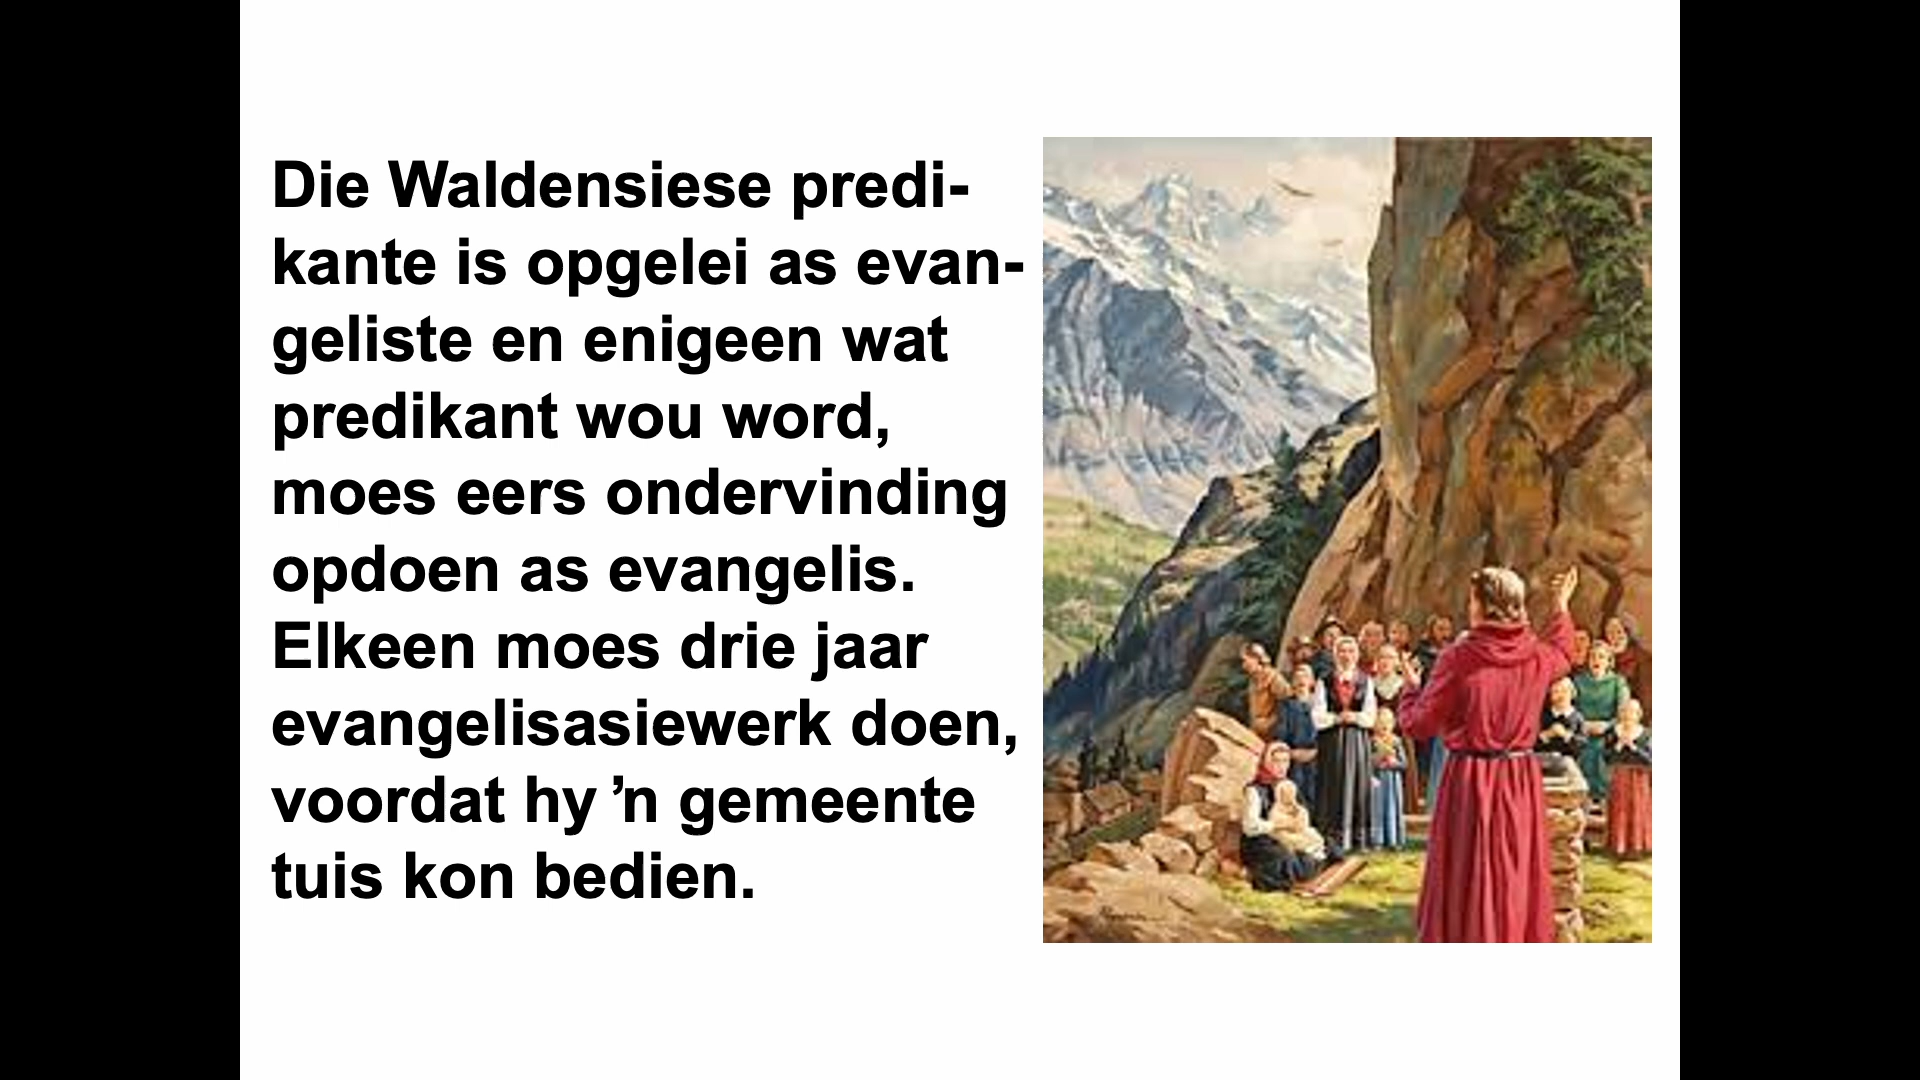 Die Waldensiese predi-
kante is opgelei as evan-
geliste en enigeen wat
predikant wou word,
moes eers ondervinding
opdoen as evangelis.
Elkeen moes drie jaar
evangelisasiewerk doen,
voordat hy ’n gemeente
tuis kon bedien.